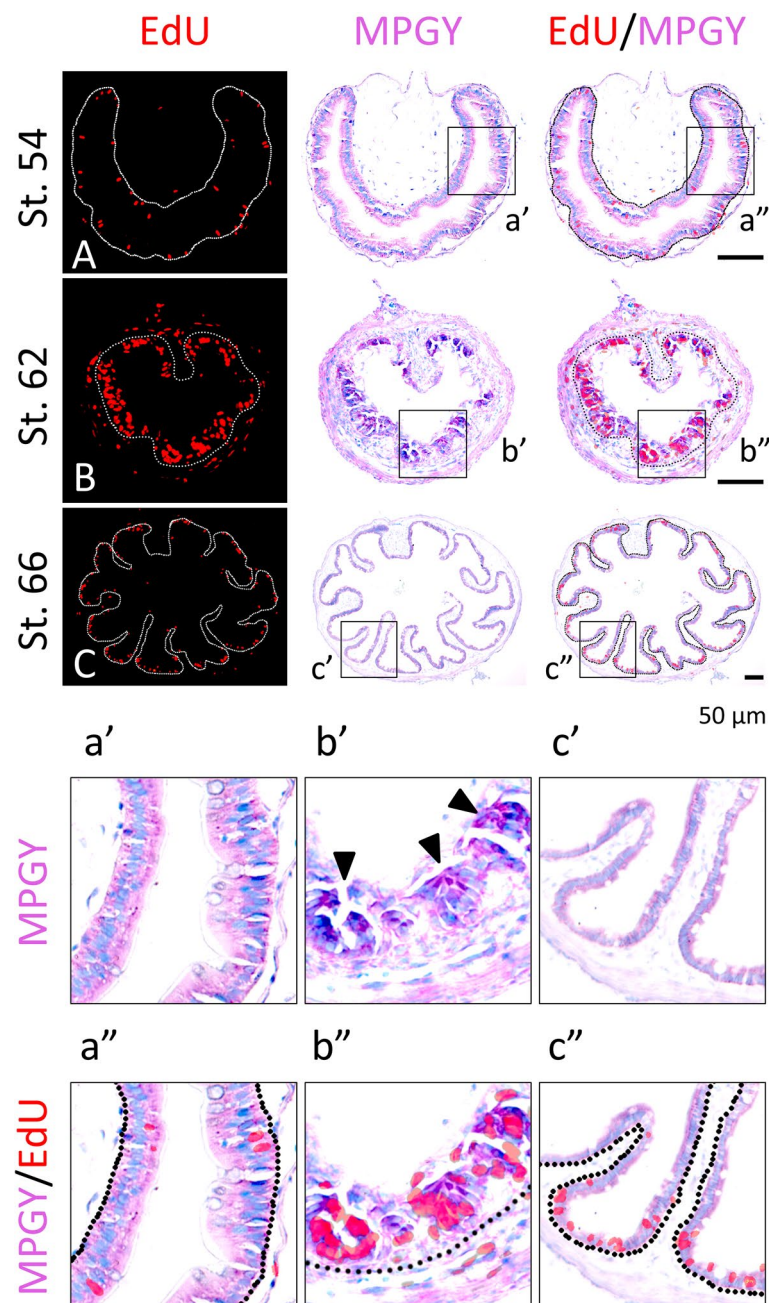 EdU MPGY EdU/MPGY
St. 54
A
a’
a”
St. 62
B
b’
b”
St. 66
C
c’
c”
50 μm
a’ b’ c’
MPGY
a” b” c”
MPGY/EdU